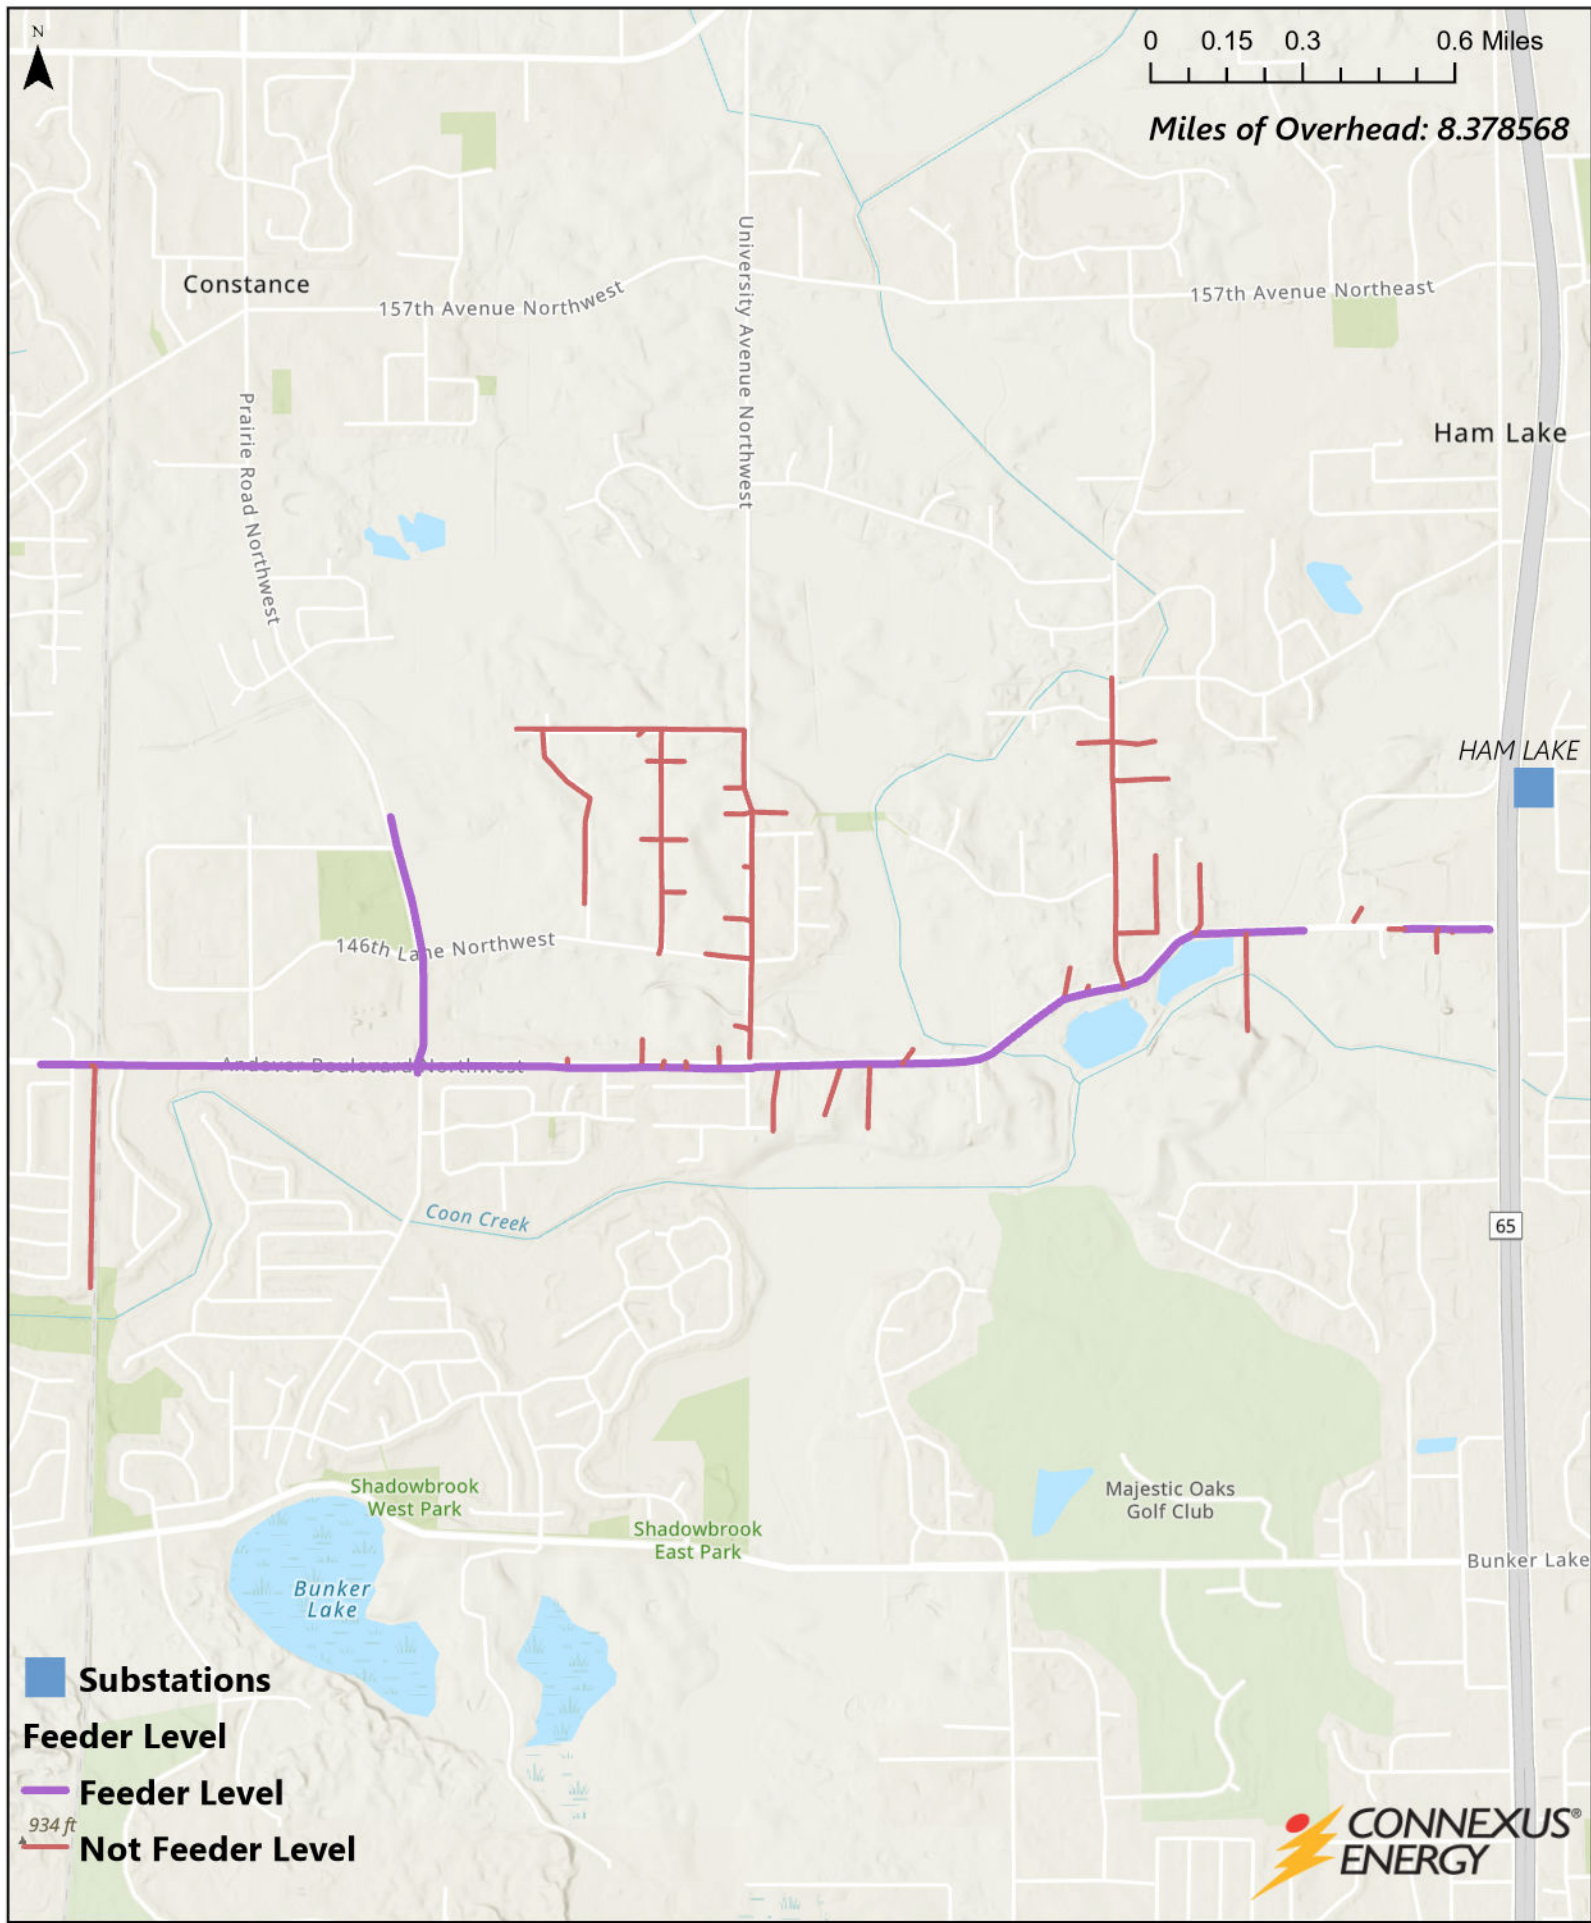 N
0 0.15 0.3 0.6 Miles
Miles of Overhead: 8.378568
Constance
157th Avenue Northwest
University Avenue Northwest
157th Avenue Northeast
Prairie Road Northwest
Ham Lake
HAM LAKE
146th Lane Northwest
Andover Boulevard Northwest
Coon Creek
65
Shadowbrook
West Park
Majestic Oaks
Golf Club
Shadowbrook
East Park
Bunker Lake
Bunker
Lake
Substations
Feeder Level
Feeder Level
934 ft
Not Feeder Level
CONNEXUS®
ENERGY